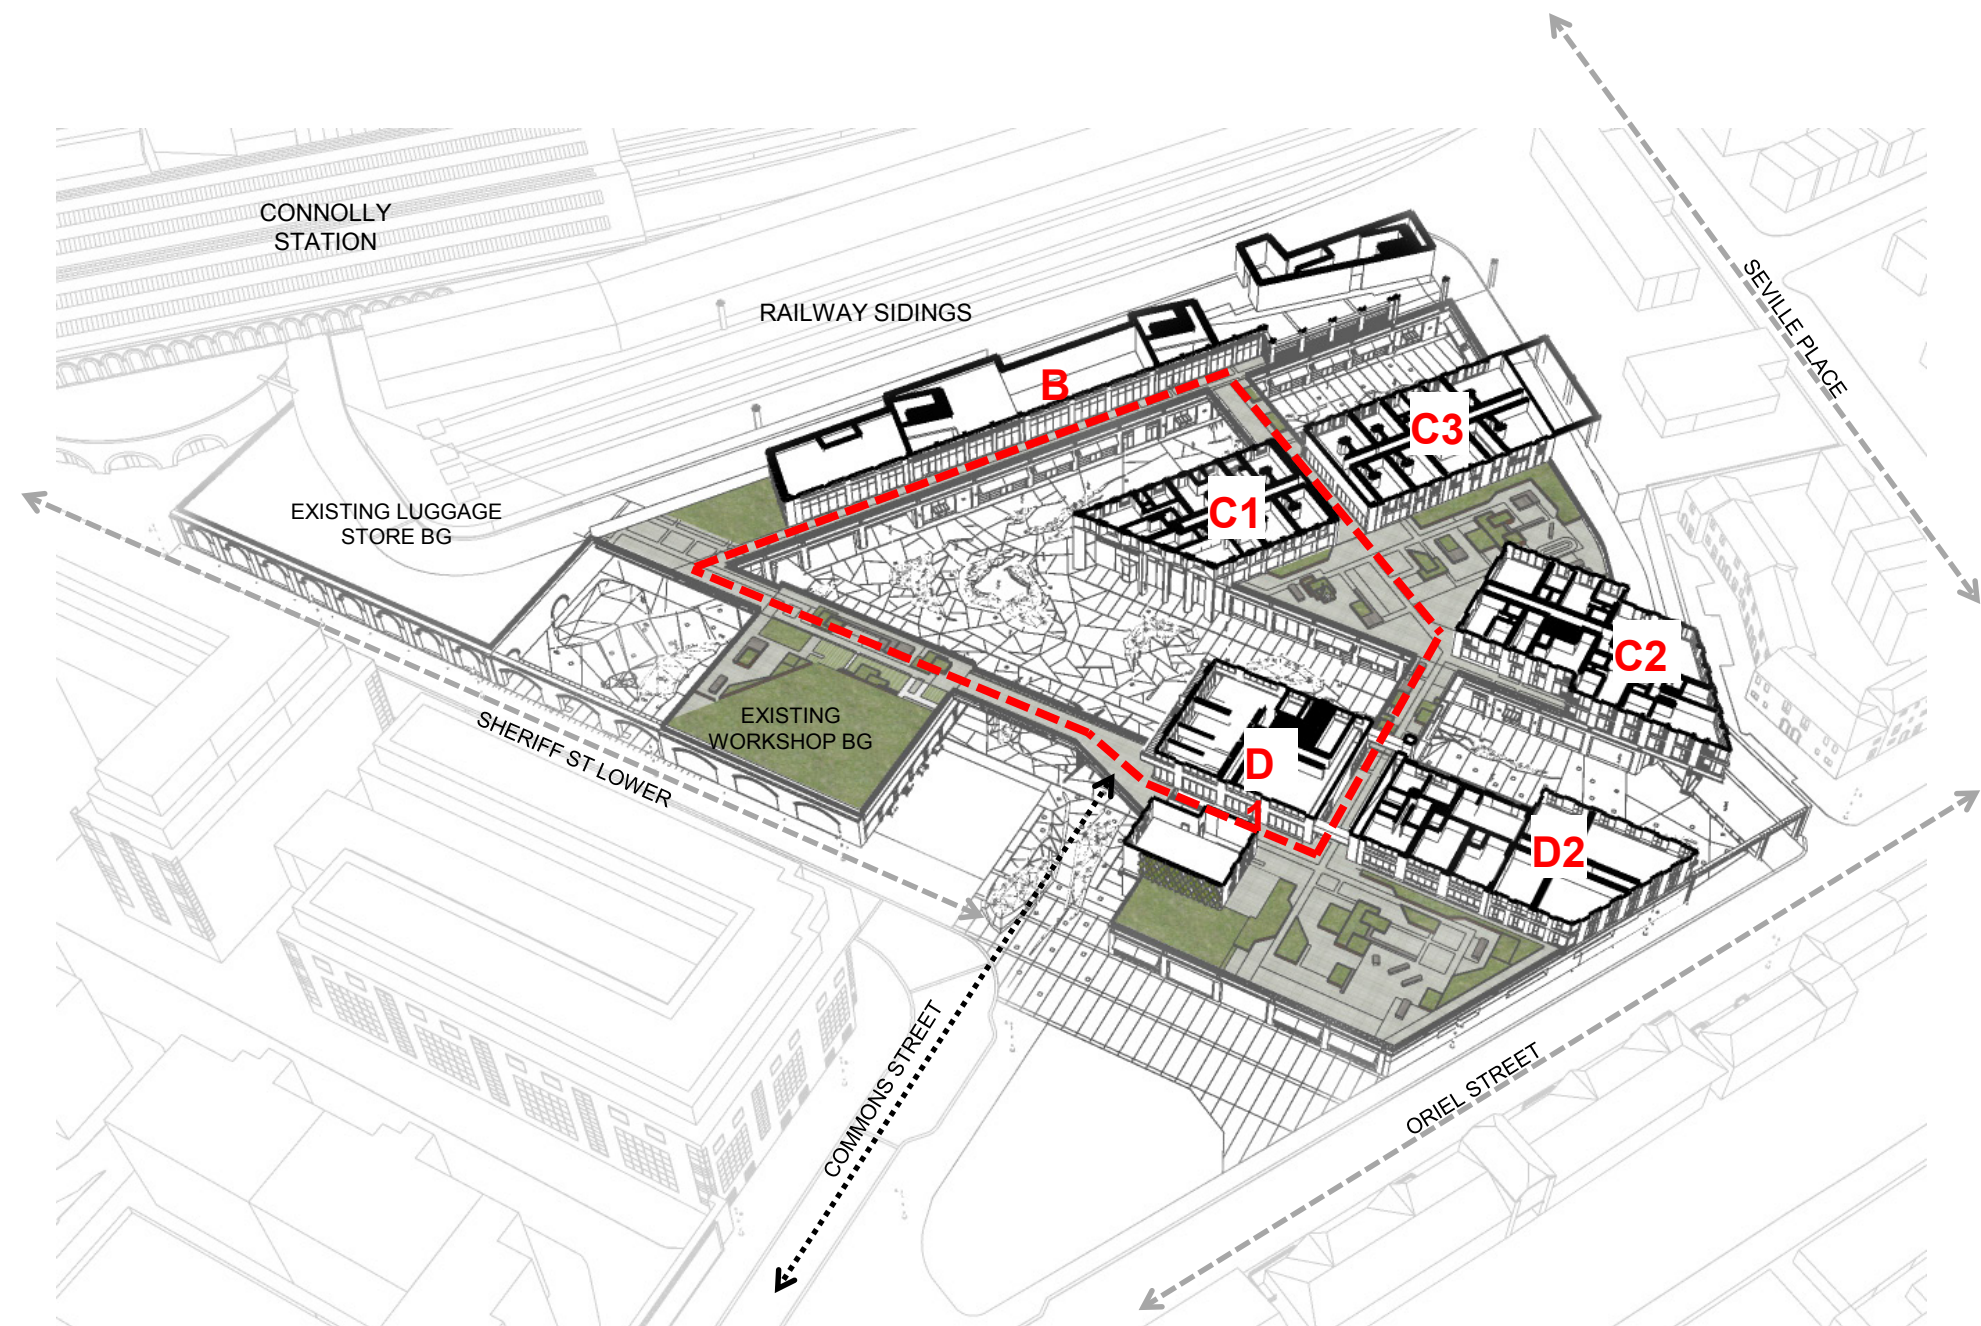 CONNOLLY
STATION
SEVILLE PLACE
RAILWAY SIDINGS
B
C3
C1
EXISTING LUGGAGE
STORE BG
C2
EXISTING
WORKSHOP BG
SHERIFF ST LOWER
D
1
D2
COMMONS STREET
ORIEL STREET